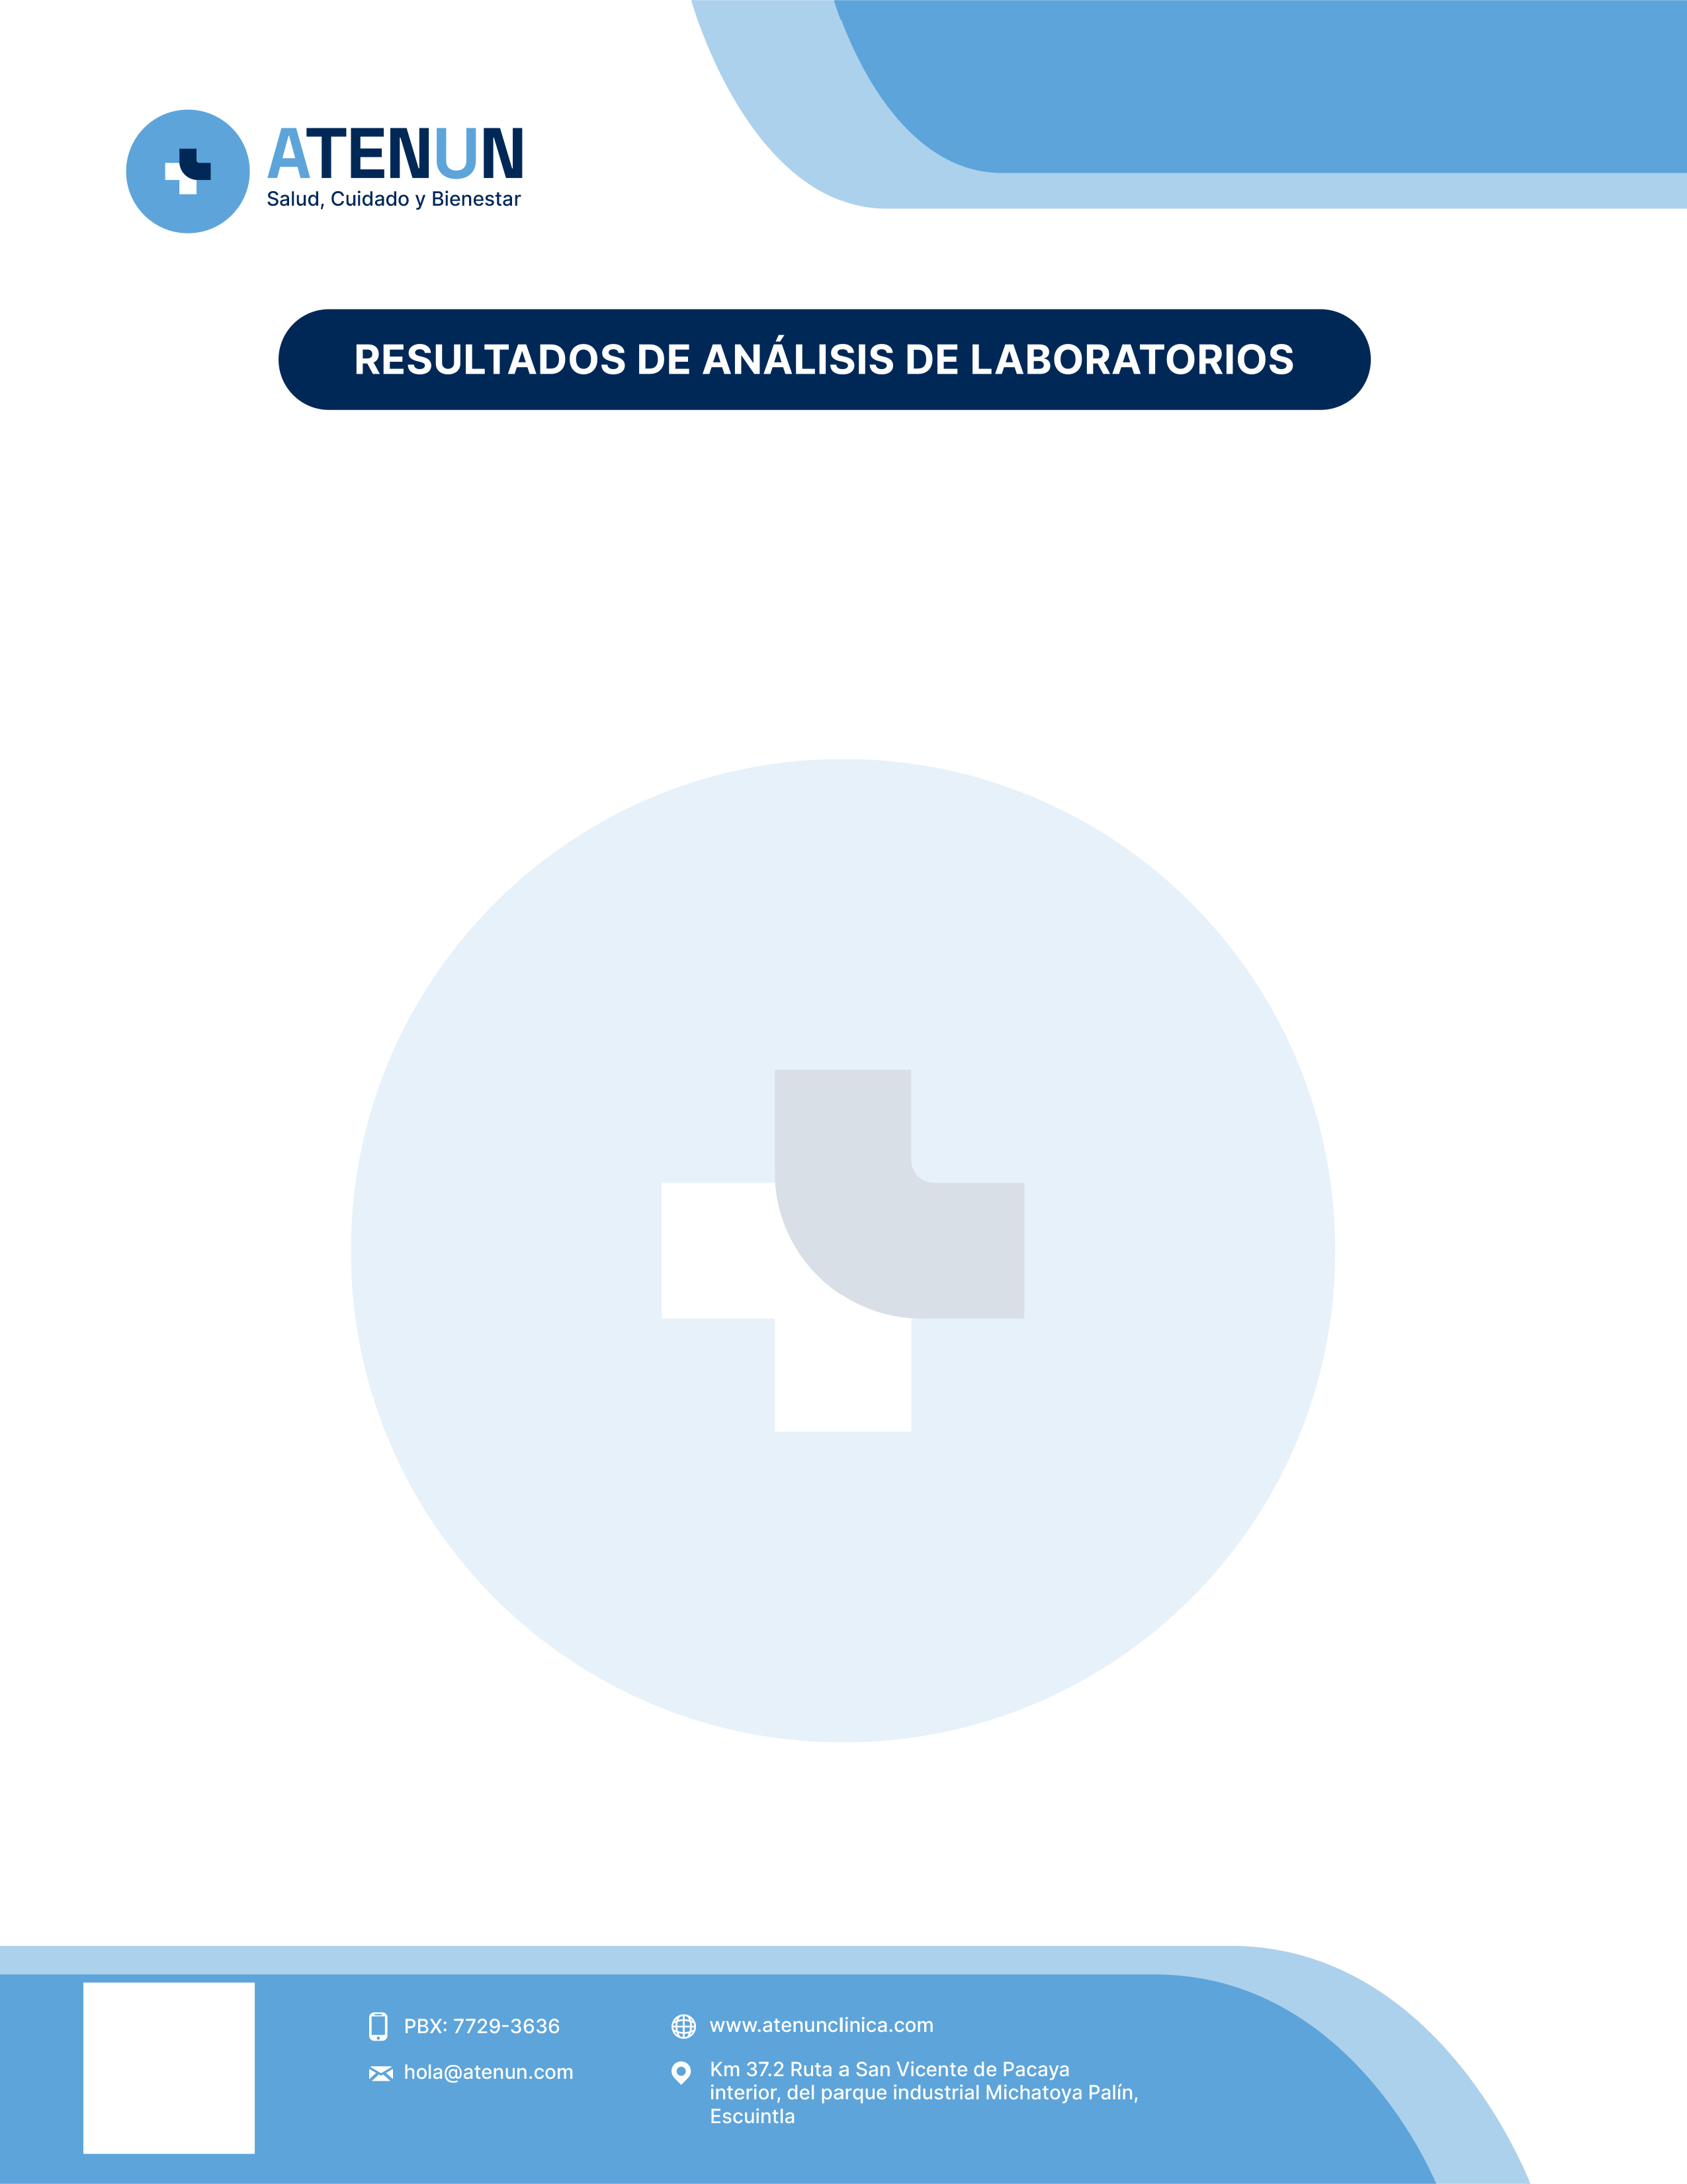 ATENUN
Salud, Cuidado y Bienestar
RESULTADOS DE ANÁLISIS DE LABORATORIOS
PBX: 7729-3636
hola@atenun.com
www.atenunclinica.com
Km 37.2 Ruta a San Vicente de Pacaya
interior, del parque industrial Michatoya Palín,
Escuintla